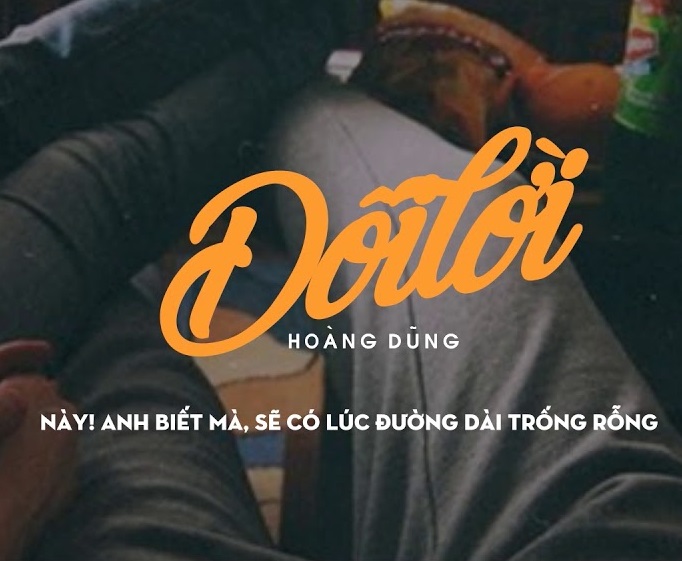 Đôi lời
HOÀNG DŨNG
NÀY! ANH BIẾT MÀ, SẼ CÓ LÚC ĐƯỜNG DÀI TRỐNG RỖNG